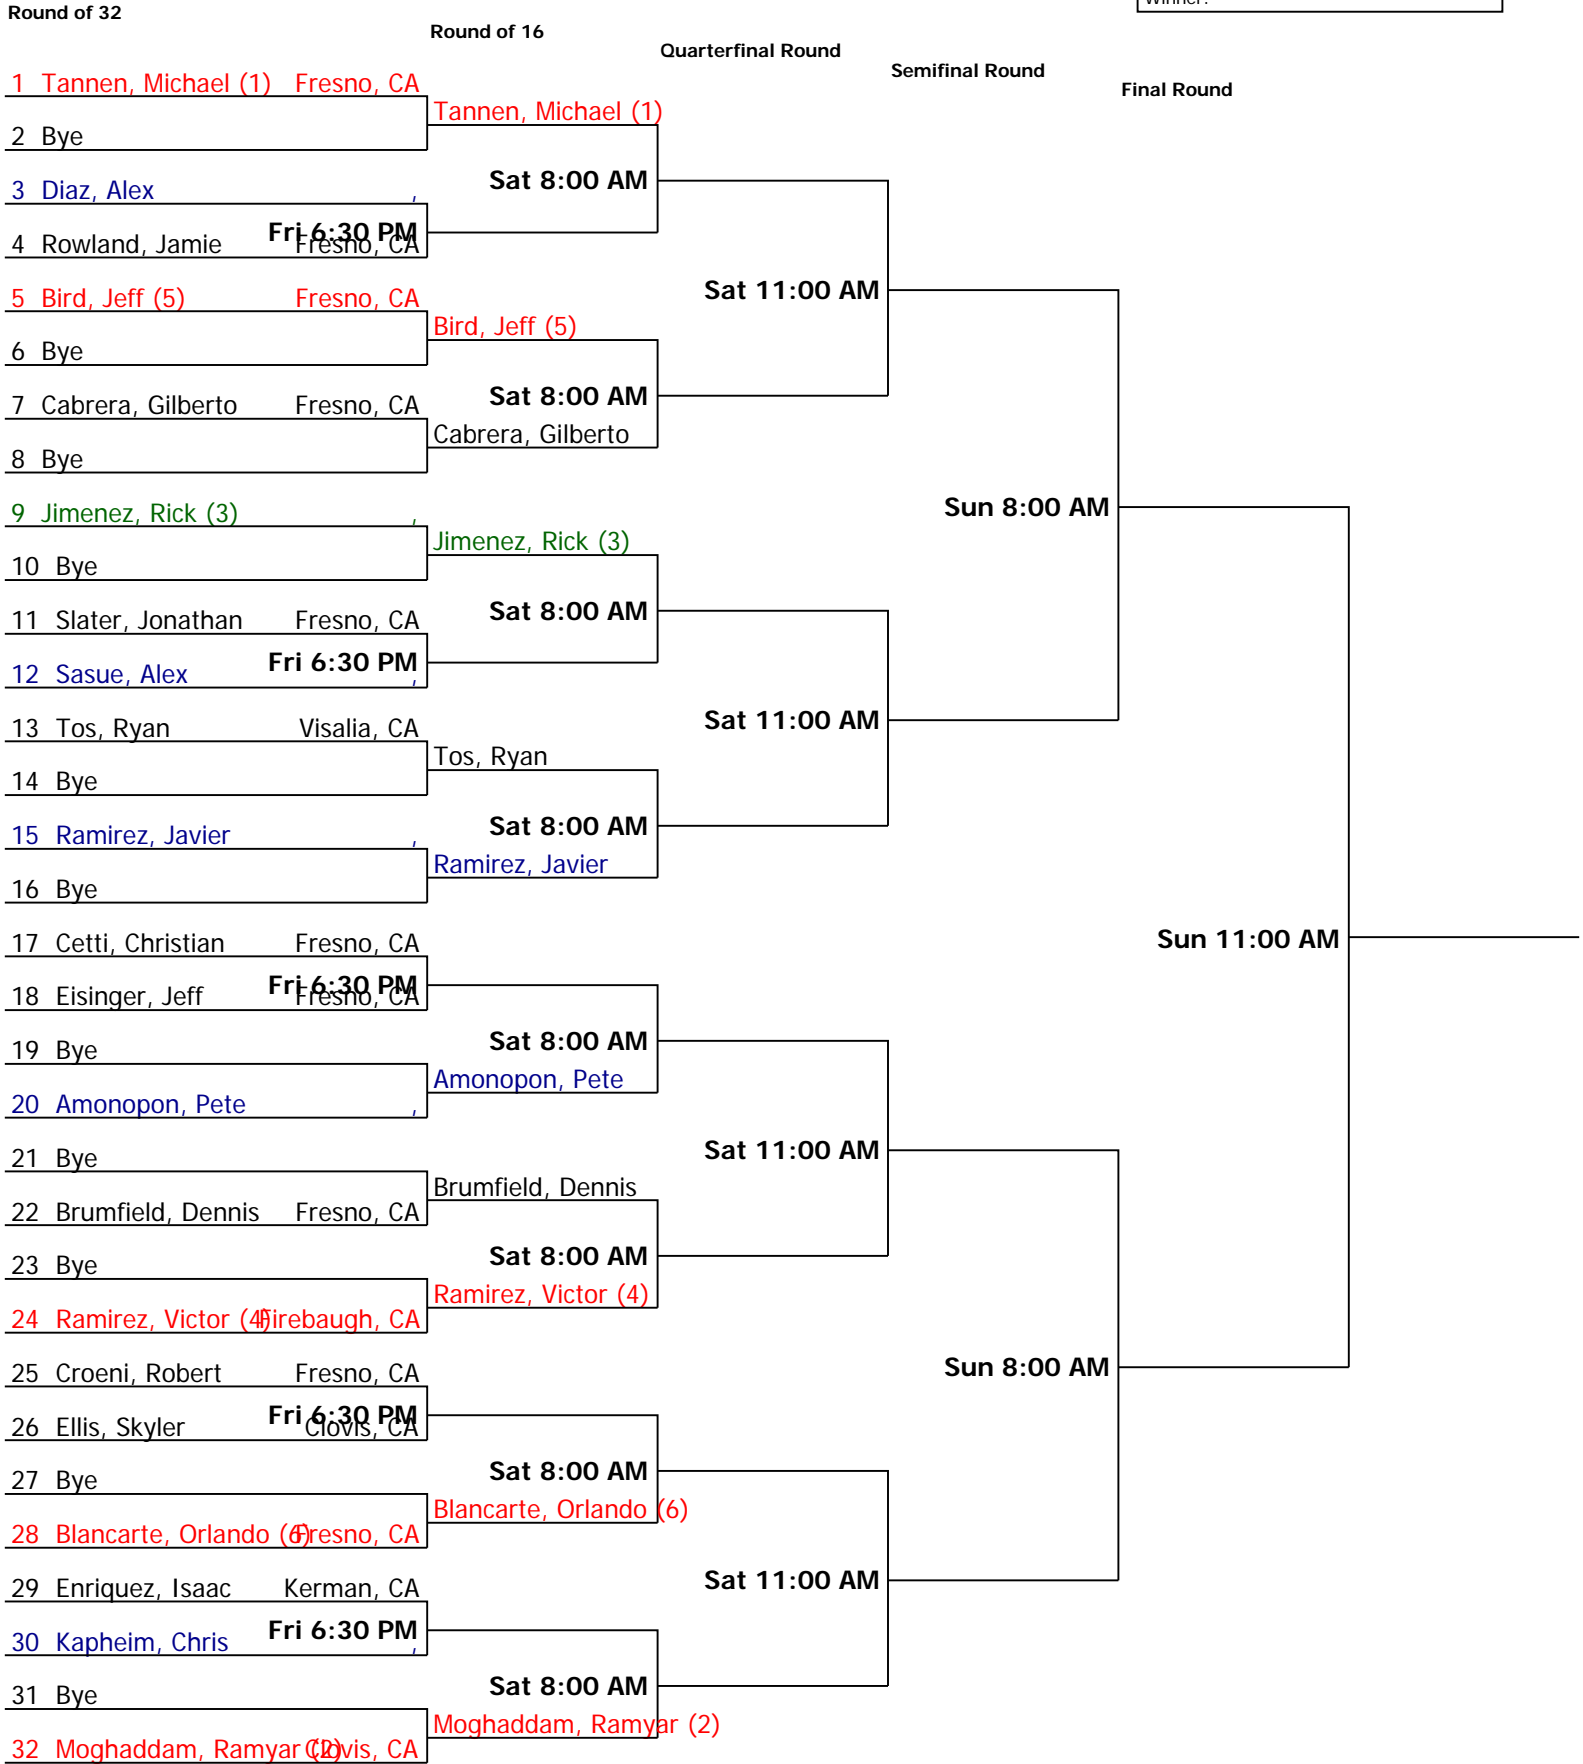 Winner:
Round of 32
Round of 16
Quarterfinal Round
Semifinal Round
Final Round
1 Tannen, Michael (1) Fresno, CA
Tannen, Michael (1)
2 Bye
Sat 8:00 AM
3 Diaz, Alex ,
Fri 6:30 PM
4 Rowland, Jamie Fresno, CA
Sat 11:00 AM
5 Bird, Jeff (5) Fresno, CA
Bird, Jeff (5)
6 Bye
Sat 8:00 AM
7 Cabrera, Gilberto Fresno, CA
Cabrera, Gilberto
8 Bye
Sun 8:00 AM
9 Jimenez, Rick (3) ,
Jimenez, Rick (3)
10 Bye
Sat 8:00 AM
11 Slater, Jonathan Fresno, CA
Fri 6:30 PM
12 Sasue, Alex ,
Sat 11:00 AM
13 Tos, Ryan Visalia, CA
Tos, Ryan
14 Bye
Sat 8:00 AM
15 Ramirez, Javier ,
Ramirez, Javier
16 Bye
Sun 11:00 AM
17 Cetti, Christian Fresno, CA
Fri 6:30 PM
18 Eisinger, Jeff Fresno, CA
Sat 8:00 AM
19 Bye
Amonopon, Pete
20 Amonopon, Pete ,
Sat 11:00 AM
21 Bye
Brumfield, Dennis
22 Brumfield, Dennis Fresno, CA
Sat 8:00 AM
23 Bye
Ramirez, Victor (4)
24 Ramirez, Victor (4) Firebaugh, CA
Sun 8:00 AM
25 Croeni, Robert Fresno, CA
Fri 6:30 PM
26 Ellis, Skyler Clovis, CA
Sat 8:00 AM
27 Bye
Blancarte, Orlando (6)
28 Blancarte, Orlando (6) Fresno, CA
Sat 11:00 AM
29 Enriquez, Isaac Kerman, CA
Fri 6:30 PM
30 Kapheim, Chris ,
Sat 8:00 AM
31 Bye
Moghaddam, Ramyar (2)
32 Moghaddam, Ramyar (2) Clovis, CA